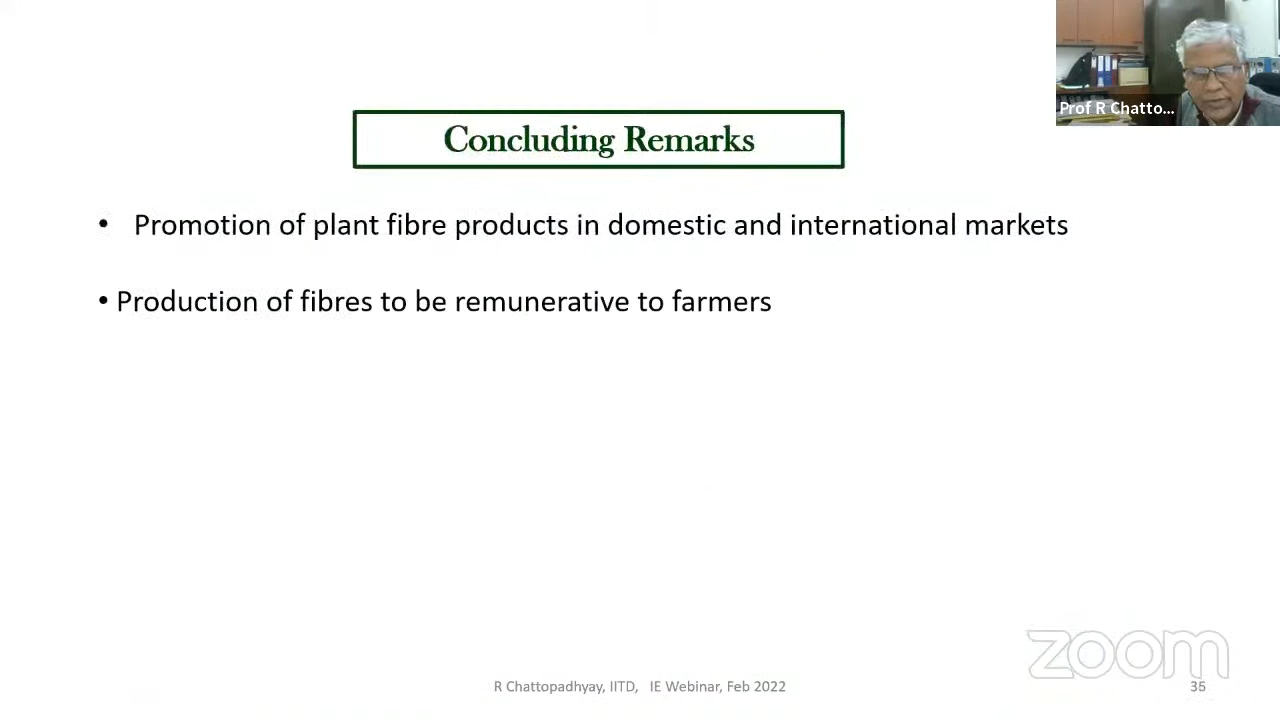 Prof R Chatto...
Concluding Remarks
• Promotion of plant fibre products in domestic and international markets
• Production of fibres to be remunerative to farmers
zoom
R Chattopadhyay, IITD, IE Webinar, Feb 2022
35